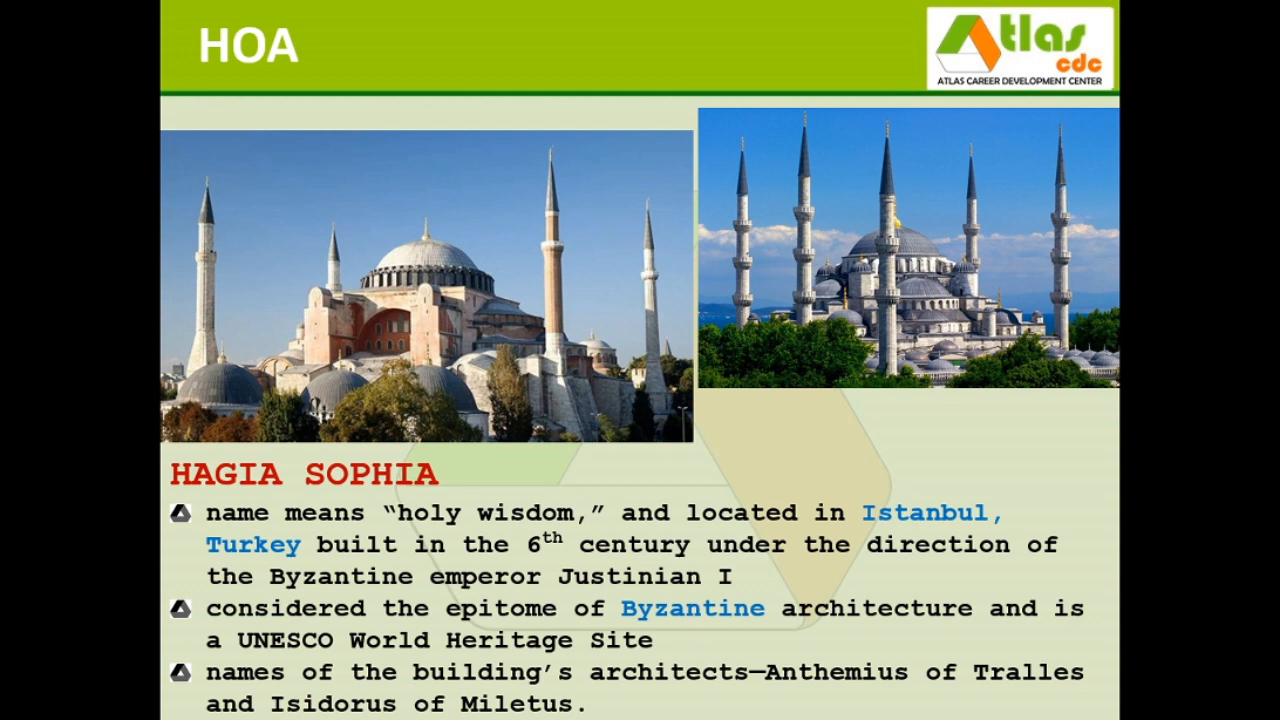 HOA
Atlas
cdc
ATLAS CAREER DEVELOPMENT CENTER
HAGIA SOPHIA
name means “holy wisdom,” and located in Istanbul,
Turkey built in the 6th century under the direction of
the Byzantine emperor Justinian I
considered the epitome of Byzantine architecture and is
a UNESCO World Heritage Site
names of the building’s architects—Anthemius of Tralles
and Isidorus of Miletus.